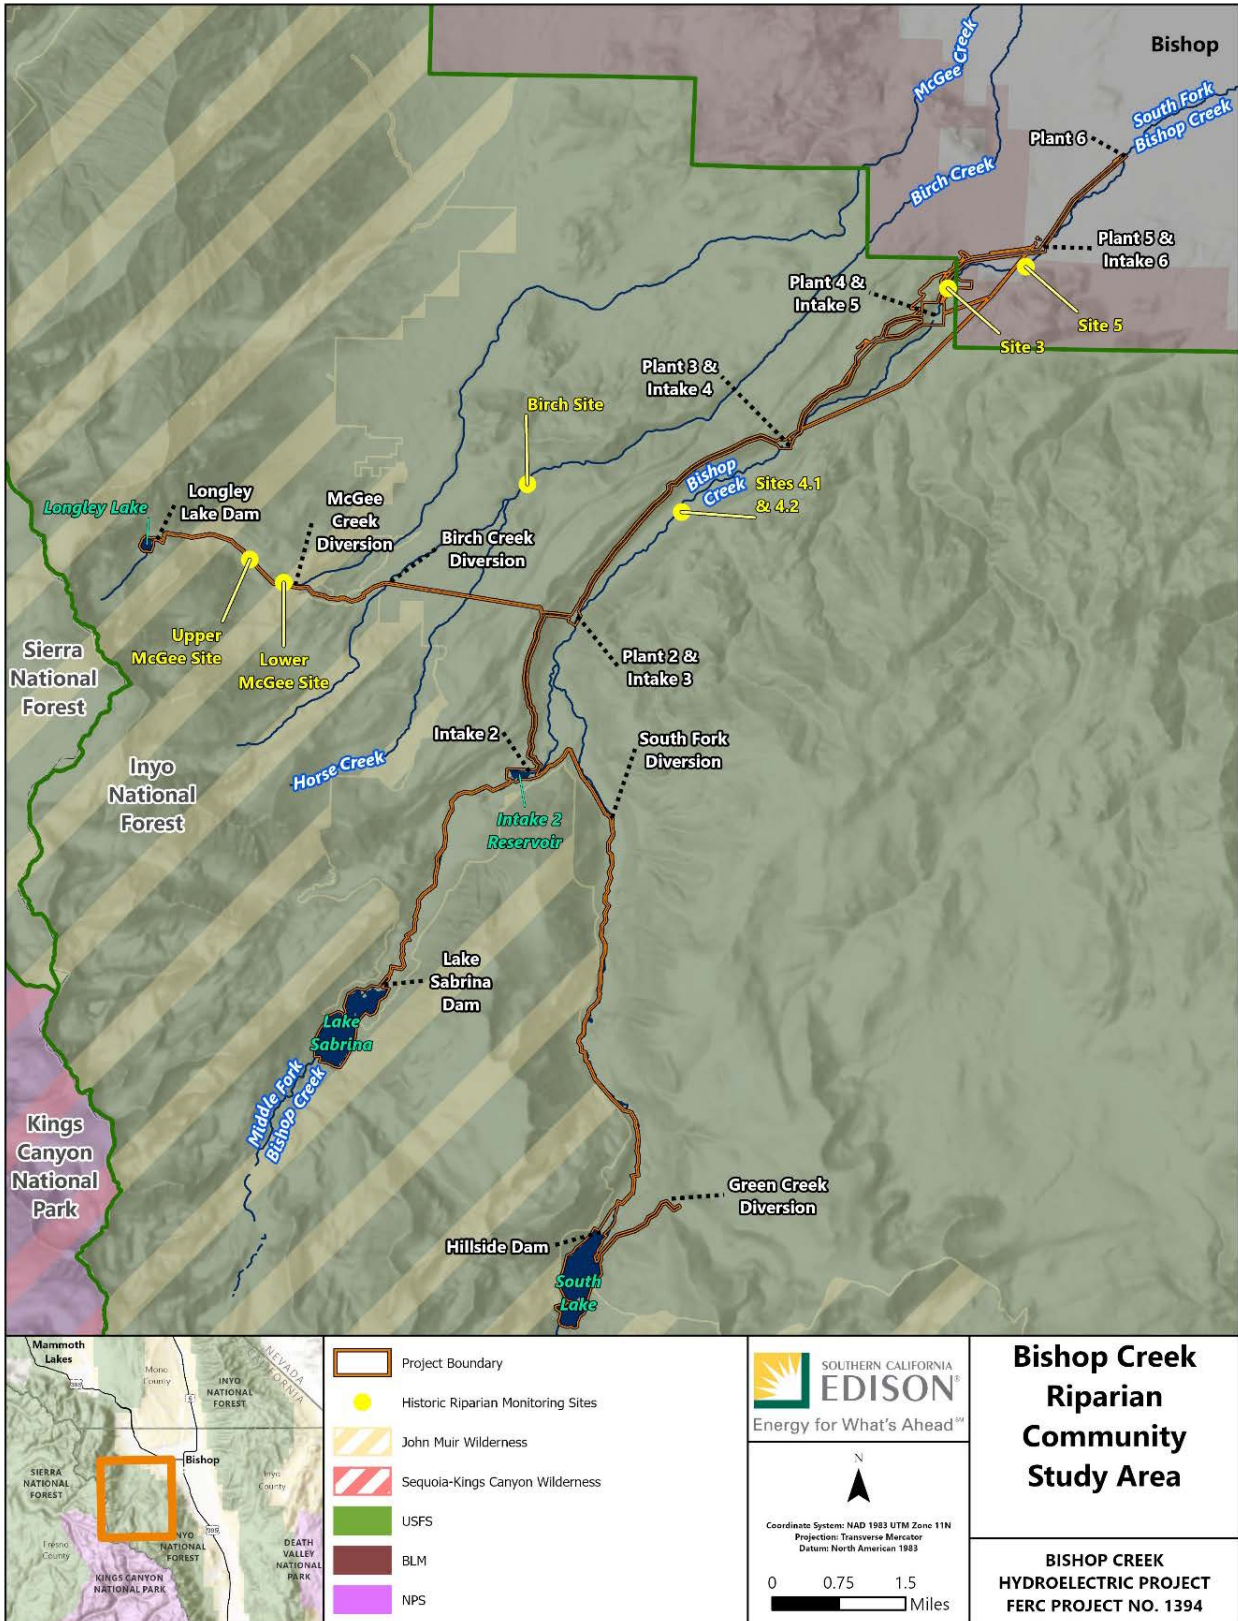 Bishop
McGee Creek
South Fork
Bishop Creek
Plant 6
Birch Creek
Plant 5 &
Intake 6
Plant 4 &
Intake 5
Site 5
Site 3
Plant 3 &
Intake 4
Birch Site
Bishop
Creek
Sites 4.1
& 4.2
Longley Lake
Longley
Lake Dam
McGee
Creek
Diversion
Birch Creek
Diversion
Upper
McGee Site
Lower
McGee Site
Sierra
National
Forest
Plant 2 &
Intake 3
Inyo
National
Forest
Intake 2
South Fork
Diversion
Horse Creek
Intake 2
Reservoir
Lake
Sabrina
Dam
Lake
Sabrina
Middle Fork
Bishop Creek
Kings
Canyon
National
Park
Green Creek
Diversion
Hillside Dam
South
Lake
Mammoth
Lakes
Mono
County
NEVADA
CALIFORNIA
INYO
NATIONAL
FOREST
395
6
Bishop
SIERRA
NATIONAL
FOREST
Inyo
County
395
Fresno
County
INYO
NATIONAL
FOREST
DEATH
VALLEY
NATIONAL
PARK
KINGS CANYON
NATIONAL PARK
Project Boundary
Historic Riparian Monitoring Sites
John Muir Wilderness
Sequoia-Kings Canyon Wilderness
USFS
BLM
NPS
SOUTHERN CALIFORNIA
EDISON®
Energy for What's Ahead℠
N
Coordinate System: NAD 1983 UTM Zone 11N
Projection: Transverse Mercator
Datum: North American 1983
0 0.75 1.5
Miles
Bishop Creek
Riparian
Community
Study Area
BISHOP CREEK
HYDROELECTRIC PROJECT
FERC PROJECT NO. 1394